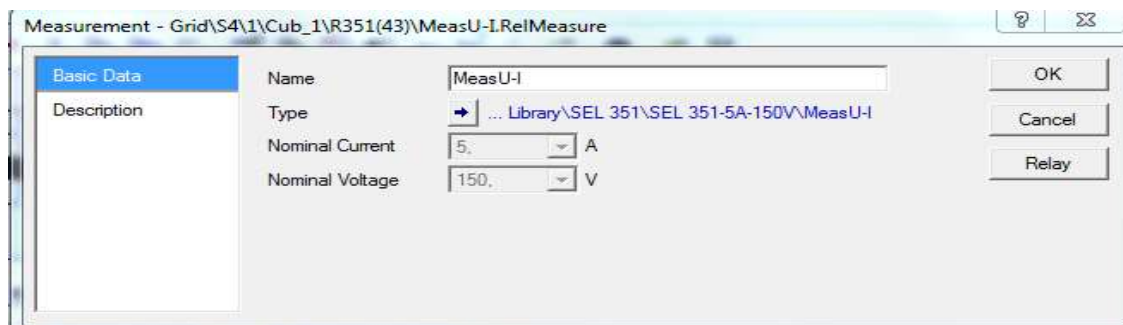 Measurement - Grid\S4\1\Cub_1\R351(43)\MeasU-I.RelMeasure
Basic Data
Description
Name MeasU-I
Type ... Library\SEL 351\SEL 351-5A-150V\MeasU-I
Nominal Current 5, A
Nominal Voltage 150, V
OK
Cancel
Relay